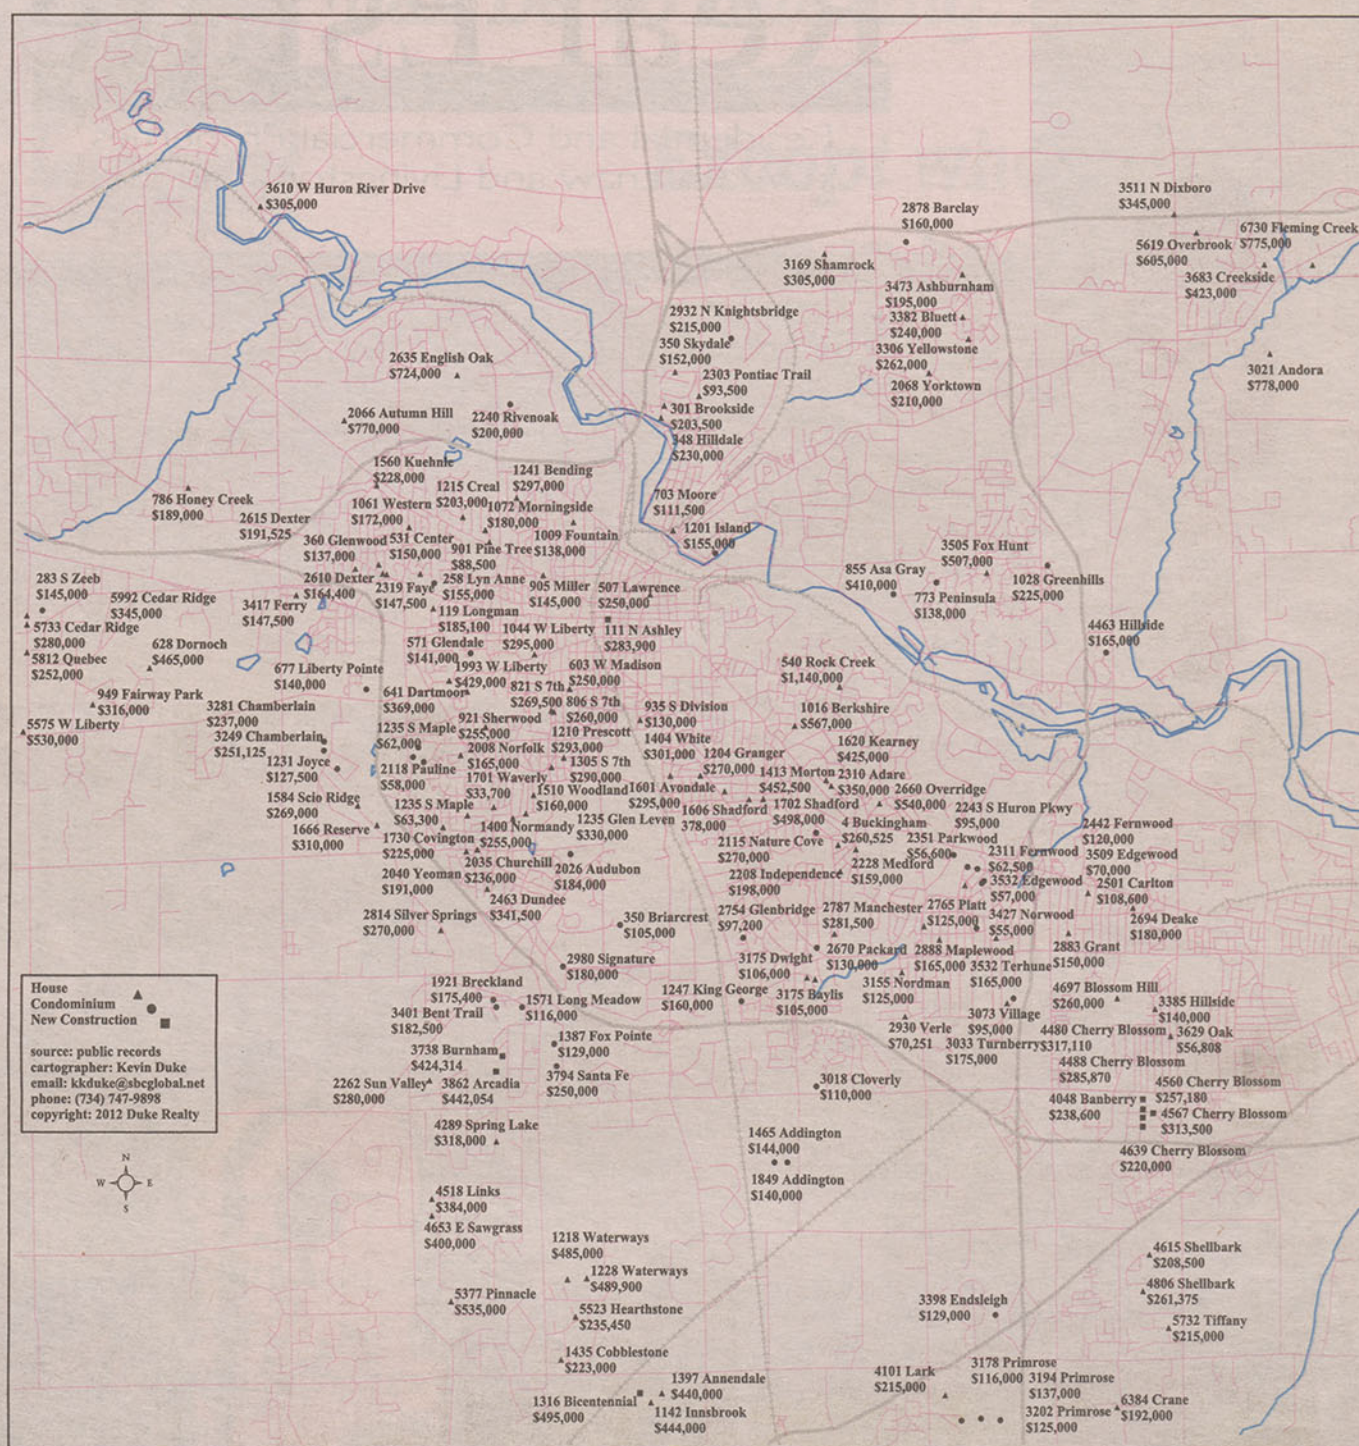 3610 W Huron River Drive
$305,000
3511 N Dixboro
$345,000
2878 Barclay
$160,000
6730 Fleming Creek
$775,000
5619 Overbrook
$605,000
3683 Creekside
$423,000
3169 Shamrock
$305,000
3473 Ashburnham
$195,000
2932 N Knightsbridge
$215,000
3382 Bluett
$240,000
350 Skydale
$152,000
3306 Yellowstone
$262,000
2635 English Oak
$724,000
2303 Pontiac Trail
$93,500
2068 Yorktown
$210,000
3021 Andora
$778,000
2066 Autumn Hill
$770,000
2240 Rivenoak
$200,000
301 Brookside
$203,500
348 Hilldale
$230,000
1560 Kuehnle
$228,000
1241 Bending
$297,000
1215 Creal
$203,000
786 Honey Creek
$189,000
1061 Western
$172,000
1072 Morningside
$180,000
703 Moore
$111,500
2615 Dexter
$191,525
1201 Island
$155,000
360 Glenwood
$137,000
531 Center
$150,000
901 Pine Tree
$88,500
1009 Fountain
$138,000
3505 Fox Hunt
$507,000
855 Asa Gray
$410,000
1028 Greenhills
$225,000
283 S Zeeb
$145,000
2610 Dexter
$164,400
2319 Faye
$147,500
258 Lyn Anne
$155,000
905 Miller
$145,000
507 Lawrence
$250,000
773 Peninsula
$138,000
5992 Cedar Ridge
$345,000
3417 Ferry
$147,500
119 Longman
$185,100
5733 Cedar Ridge
$280,000
1044 W Liberty
$295,000
111 N Ashley
$283,900
4463 Hillside
$165,000
628 Dornoch
$465,000
571 Glendale
$141,000
5812 Quebec
$252,000
677 Liberty Pointe
$140,000
1993 W Liberty
$429,000
603 W Madison
$250,000
540 Rock Creek
$1,140,000
949 Fairway Park
$316,000
641 Dartmoor
$369,000
821 S 7th
$269,500
806 S 7th
$260,000
935 S Division
$130,000
1016 Berkshire
$567,000
3281 Chamberlain
$237,000
5575 W Liberty
$530,000
921 Sherwood
$255,000
1235 S Maple
$62,000
3249 Chamberlain
$251,125
1210 Prescott
$293,000
1404 White
$301,000
1620 Kearney
$425,000
2008 Norfolk
$165,000
1204 Granger
$270,000
1231 Joyce
$127,500
2118 Pauline
$58,000
1305 S 7th
$290,000
1413 Morton
$452,500
2310 Adare
$350,000
1701 Waverly
$33,700
1510 Woodland
$160,000
1601 Avondale
$295,000
2660 Overridge
$540,000
1584 Scio Ridge
$269,000
1235 S Maple
$63,300
1606 Shadford
378,000
1702 Shadford
$498,000
2243 S Huron Pkwy
$95,000
1235 Glen Leven
$330,000
1666 Reserve
$310,000
1400 Normandy
$255,000
4 Buckingham
$260,525
2442 Fernwood
$120,000
1730 Covington
$225,000
2115 Nature Cove
$270,000
2351 Parkwood
$56,600
2311 Fernwood
$62,500
3509 Edgewood
$70,000
2035 Churchill
$236,000
2026 Audubon
$184,000
2228 Medford
$159,000
2040 Yeoman
$191,000
2208 Independence
$198,000
3532 Edgewood
$57,000
2501 Carlton
$108,600
2463 Dundee
$341,500
2814 Silver Springs
$270,000
350 Briarcrest
$105,000
2754 Glenbridge
$97,200
2787 Manchester
$281,500
2765 Platt
$125,000
3427 Norwood
$55,000
2694 Deake
$180,000
2980 Signature
$180,000
3175 Dwight
$106,000
2670 Packard
$130,000
2888 Maplewood
$165,000
2883 Grant
$150,000
3532 Terhune
$165,000
1921 Breckland
$175,400
1571 Long Meadow
$116,000
1247 King George
$160,000
3175 Baylis
$105,000
3155 Nordman
$125,000
4697 Blossom Hill
$260,000
3385 Hillside
$140,000
3401 Bent Trail
$182,500
3073 Village
$95,000
2930 Verle
$70,251
4480 Cherry Blossom
$317,110
3629 Oak
$56,808
1387 Fox Pointe
$129,000
3033 Turnberry
$175,000
3738 Burnham
$424,314
4488 Cherry Blossom
$285,870
2262 Sun Valley
$280,000
3862 Arcadia
$442,054
3794 Santa Fe
$250,000
3018 Cloverly
$110,000
4560 Cherry Blossom
$257,180
4048 Banberry
$238,600
4567 Cherry Blossom
$313,500
4289 Spring Lake
$318,000
1465 Addington
$144,000
4639 Cherry Blossom
$220,000
1849 Addington
$140,000
House
Condominium
New Construction
source: public records
cartographer: Kevin Duke
email: kkduke@sbcglobal.net
phone: (734) 747-9898
copyright: 2012 Duke Realty
N
W E
S
4518 Links
$384,000
4653 E Sawgrass
$400,000
1218 Waterways
$485,000
4615 Shellbark
$208,500
1228 Waterways
$489,900
5377 Pinnacle
$535,000
4806 Shellbark
$261,375
3398 Endsleigh
$129,000
5523 Hearthstone
$235,450
5732 Tiffany
$215,000
1435 Cobblestone
$223,000
4101 Lark
$215,000
3178 Primrose
$116,000
3194 Primrose
$137,000
1397 Annendale
$440,000
1316 Bicentennial
$495,000
1142 Innsbrook
$444,000
3202 Primrose
$125,000
6384 Crane
$192,000